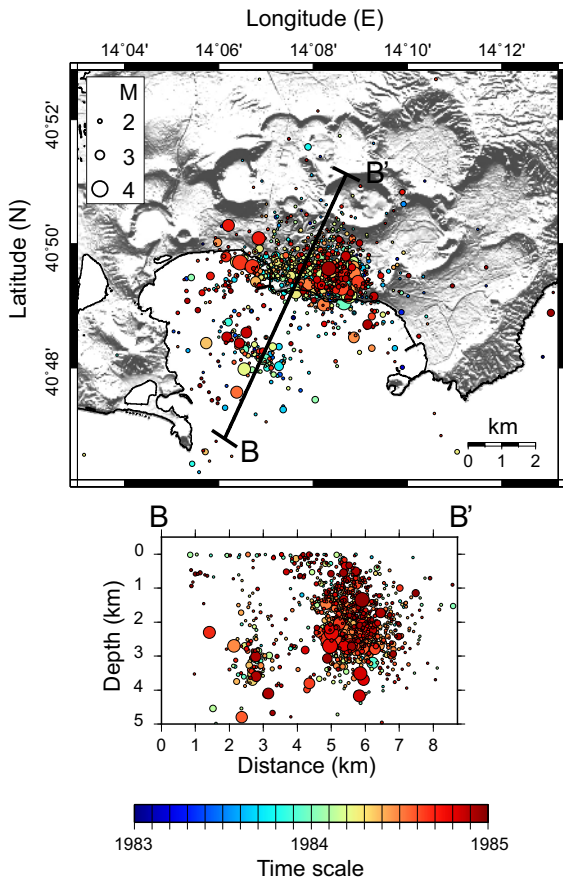 Longitude (E)
14˚04' 14˚06' 14˚08' 14˚10' 14˚12'
Latitude (N)
40˚52'
40˚50'
40˚48'
M
2
3
4
B'
B
km
0 1 2
B B'
Depth (km)
0
1
2
3
4
5
0 1 2 3 4 5 6 7 8
Distance (km)
1983 1984 1985
Time scale